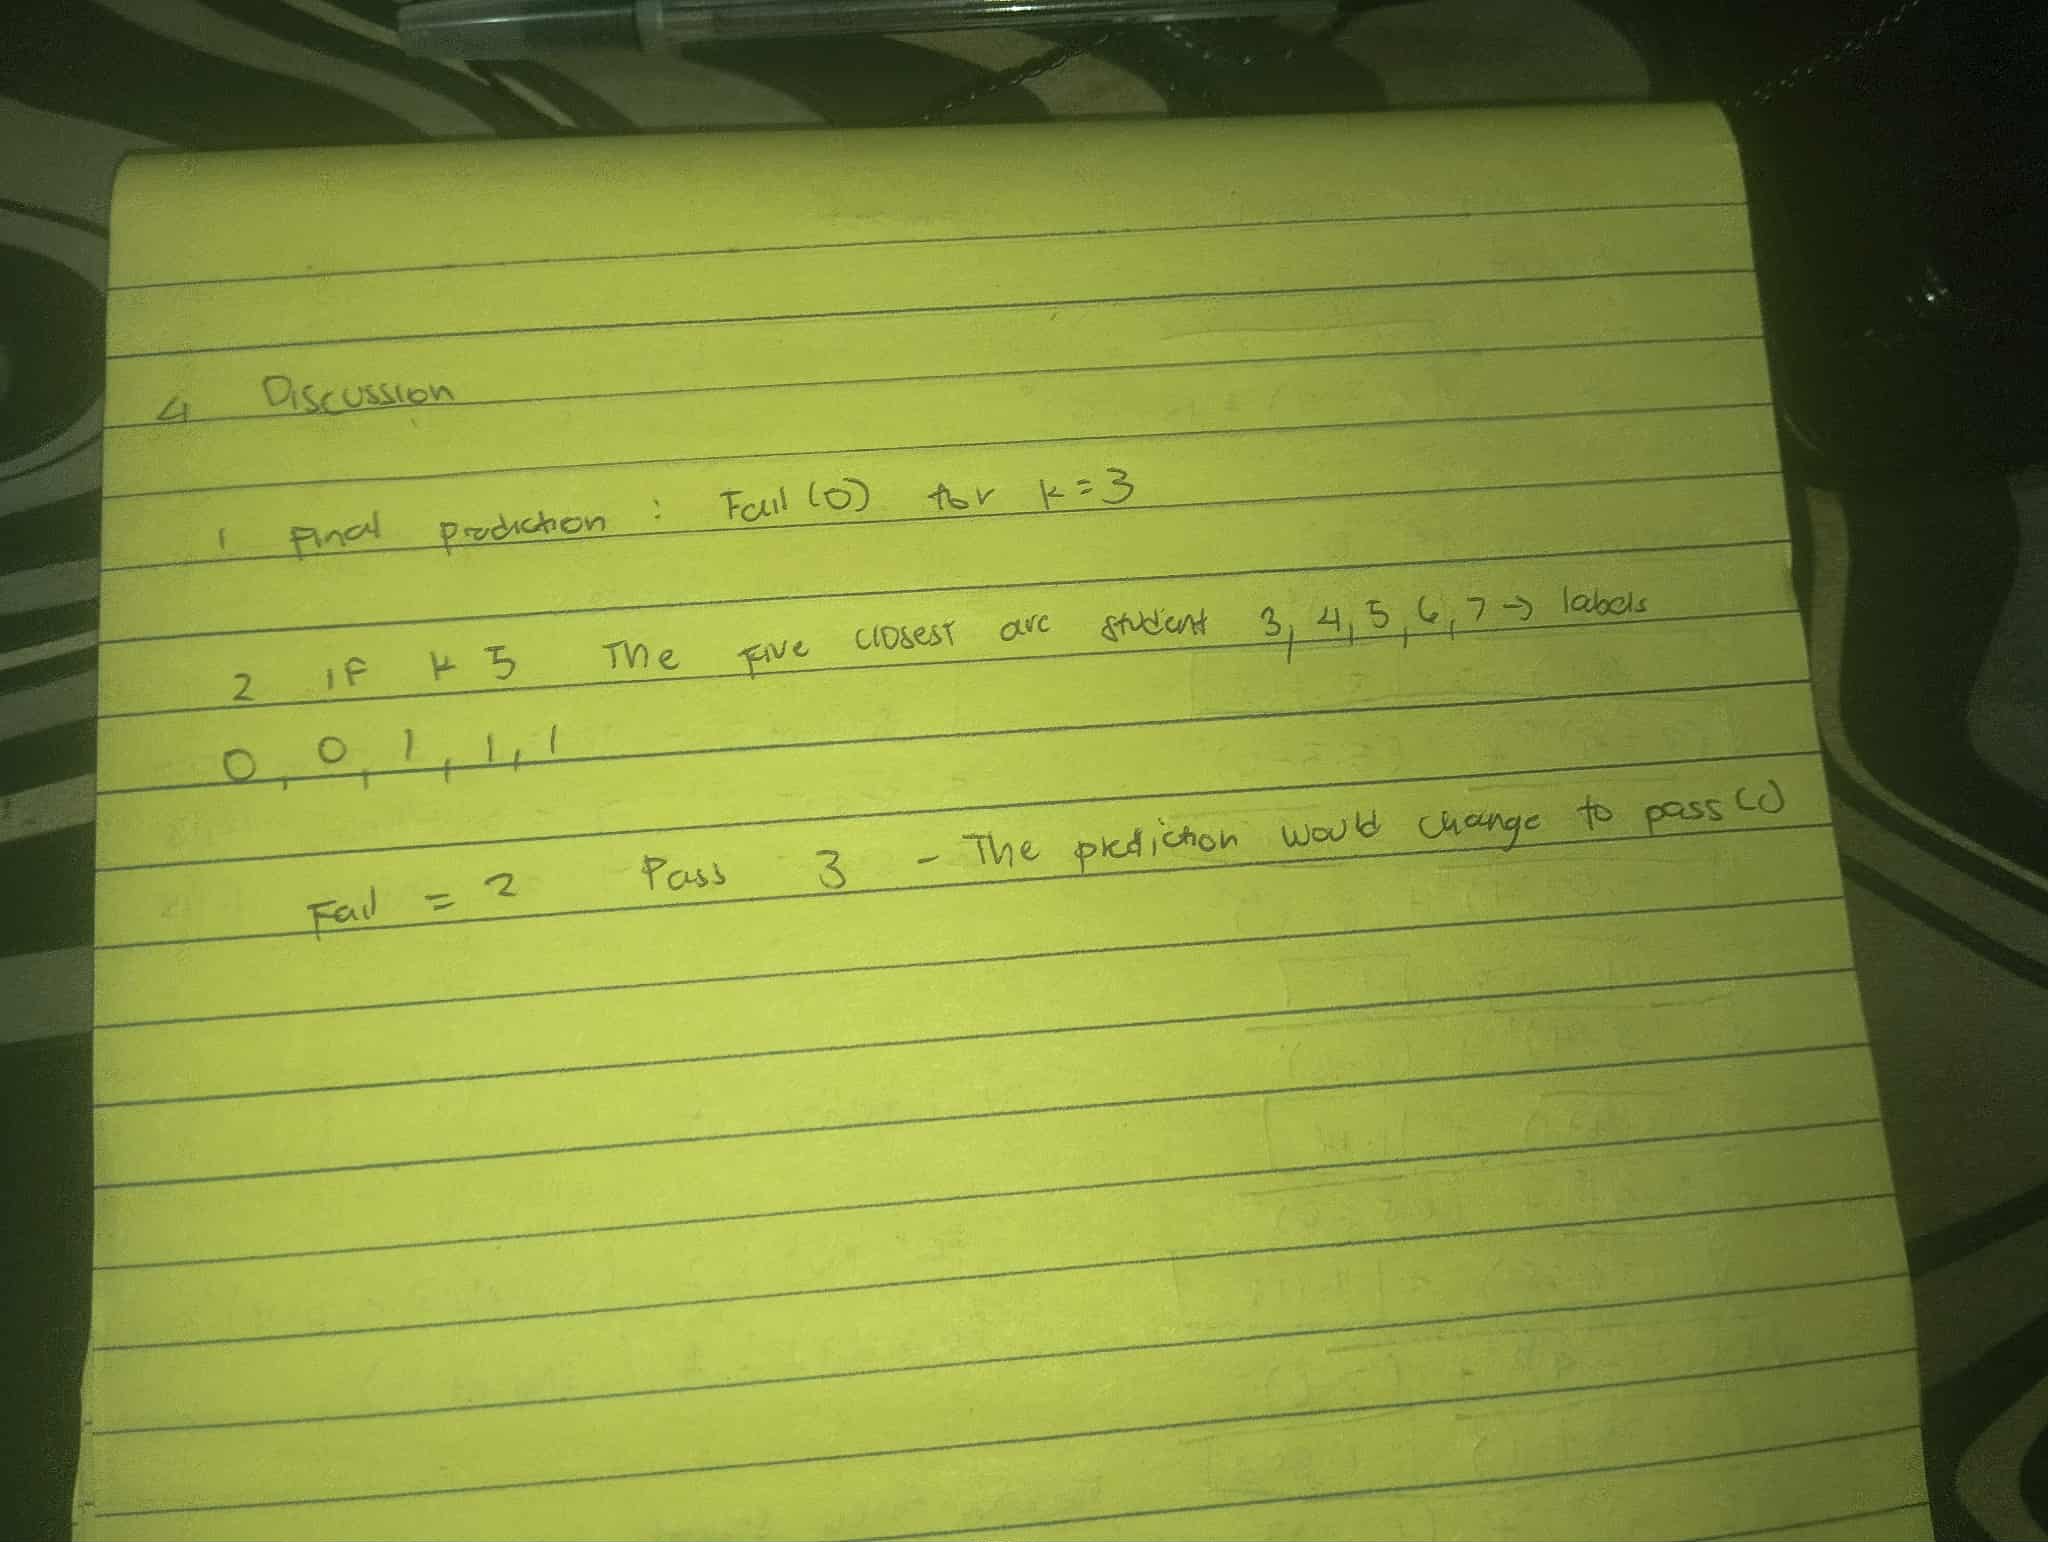 4 Discussion
1 Final prediction : Fail (0) for k = 3
2 if k 5 The Five closest are student 3, 4, 5, 6, 7 → labels
0, 0, 1, 1, 1
Fail = 2 Pass 3 - The prediction would change to pass (1)